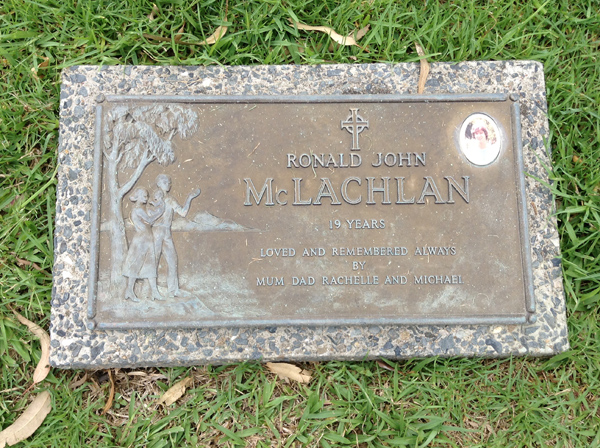 RONALD JOHN
McLACHLAN
19 YEARS
LOVED AND REMEMBERED ALWAYS
BY
MUM DAD RACHELLE AND MICHAEL